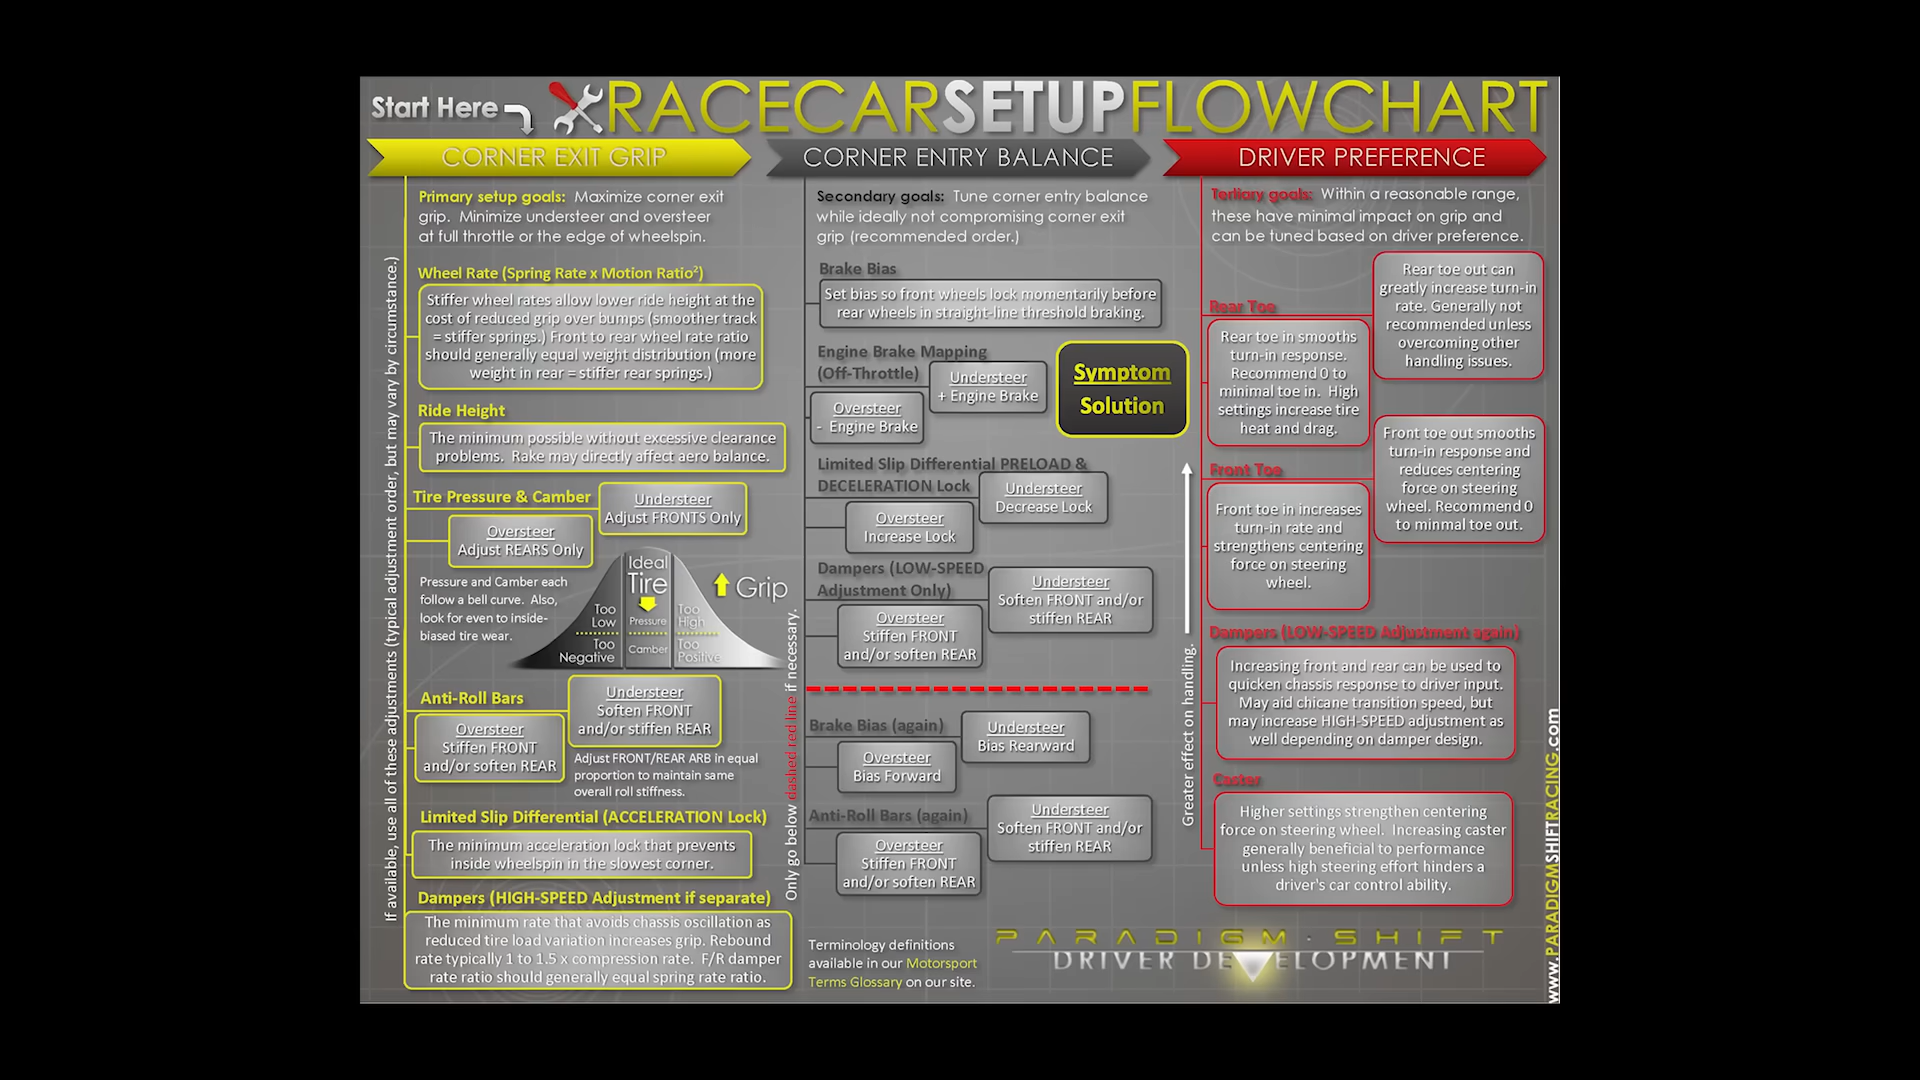 Start Here
RACECARSETUPFLOWCHART
CORNER EXIT GRIP
Primary setup goals: Maximize corner exit
grip. Minimize understeer and oversteer
at full throttle or the edge of wheelspin.
If available, use all of these adjustments (typical adjustment order, but may vary by circumstance.)
Wheel Rate (Spring Rate x Motion Ratio²)
Stiffer wheel rates allow lower ride height at the
cost of reduced grip over bumps (smoother track
= stiffer springs.) Front to rear wheel rate ratio
should generally equal weight distribution (more
weight in rear = stiffer rear springs.)
Ride Height
The minimum possible without excessive clearance
problems. Rake may directly affect aero balance.
Tire Pressure & Camber
Understeer
Adjust FRONTS Only
Oversteer
Adjust REARS Only
Pressure and Camber each
follow a bell curve. Also,
look for even to inside-
biased tire wear.
Ideal
Tire
Grip
Too
Low
Pressure
Too
High
Too
Negative
Camber
Too
Positive
Anti-Roll Bars
Understeer
Soften FRONT
and/or stiffen REAR
Oversteer
Stiffen FRONT
and/or soften REAR
Adjust FRONT/REAR ARB in equal
proportion to maintain same
overall roll stiffness.
Limited Slip Differential (ACCELERATION Lock)
The minimum acceleration lock that prevents
inside wheelspin in the slowest corner.
Dampers (HIGH-SPEED Adjustment if separate)
The minimum rate that avoids chassis oscillation as
reduced tire load variation increases grip. Rebound
rate typically 1 to 1.5 x compression rate. F/R damper
rate ratio should generally equal spring rate ratio.
CORNER ENTRY BALANCE
Secondary goals: Tune corner entry balance
while ideally not compromising corner exit
grip (recommended order.)
Brake Bias
Set bias so front wheels lock momentarily before
rear wheels in straight-line threshold braking.
Engine Brake Mapping
(Off-Throttle)
Understeer
+ Engine Brake
Oversteer
- Engine Brake
Symptom
Solution
Limited Slip Differential PRELOAD &
DECELERATION Lock
Understeer
Decrease Lock
Oversteer
Increase Lock
Dampers (LOW-SPEED
Adjustment Only)
Understeer
Soften FRONT and/or
stiffen REAR
Oversteer
Stiffen FRONT
and/or soften REAR
Only go below dashed red line if necessary.
Brake Bias (again)
Understeer
Bias Rearward
Oversteer
Bias Forward
Anti-Roll Bars (again)
Understeer
Soften FRONT and/or
stiffen REAR
Oversteer
Stiffen FRONT
and/or soften REAR
Terminology definitions
available in our Motorsport
Terms Glossary on our site.
DRIVER PREFERENCE
Tertiary goals: Within a reasonable range,
these have minimal impact on grip and
can be tuned based on driver preference.
Greater effect on handling.
Rear Toe
Rear toe out can
greatly increase turn-in
rate. Generally not
recommended unless
overcoming other
handling issues.
Rear toe in smooths
turn-in response.
Recommend 0 to
minimal toe in. High
settings increase tire
heat and drag.
Front Toe
Front toe out smooths
turn-in response and
reduces centering
force on steering
wheel. Recommend 0
to minmal toe out.
Front toe in increases
turn-in rate and
strengthens centering
force on steering
wheel.
Dampers (LOW-SPEED Adjustment again)
Increasing front and rear can be used to
quicken chassis response to driver input.
May aid chicane transition speed, but
may increase HIGH-SPEED adjustment as
well depending on damper design.
Caster
Higher settings strengthen centering
force on steering wheel. Increasing caster
generally beneficial to performance
unless high steering effort hinders a
driver's car control ability.
PARADIGM·SHIFT
DRIVER DEVELOPMENT
www.PARADIGMSHIFTRACING.com